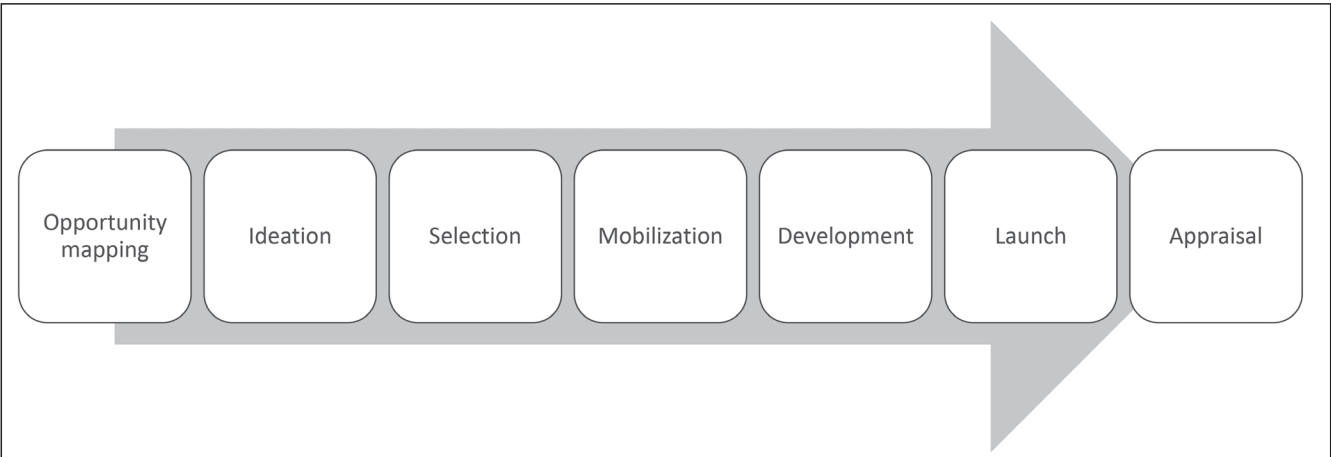 Opportunity
mapping
Ideation
Selection
Mobilization
Development
Launch
Appraisal